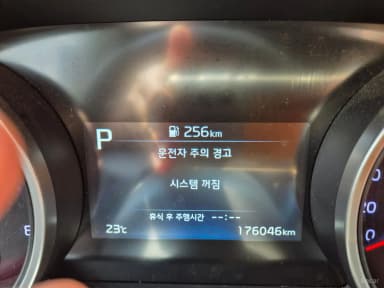 P
256km
운전자 주의 경고
시스템 꺼짐
휴식 후 주행시간 --:--
23℃ 176046km